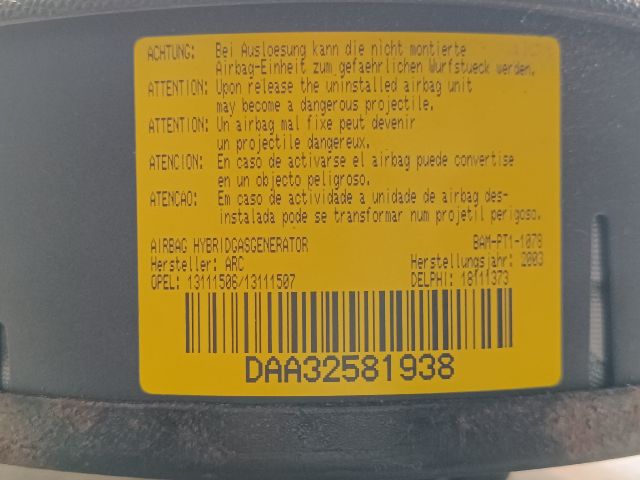 ACHTUNG: Bei Ausloesung kann die nicht montierte
Airbag-Einheit zum gefaehrlichen Wurfstueck werden.
ATTENTION: Upon release the uninstalled airbag unit
may become a dangerous projectile.
ATTENTION: Un airbag mal fixe peut devenir
un projectile dangereux.
ATENCION: En caso de activarse el airbag puede convertise
en un objecto peligroso.
ATENCAO: Em caso de actividade a unidade de airbag des-
instalada pode se transformar num projetil perigoso.
AIRBAG HYBRIDGASGENERATOR BAM-PT1-1078
Hersteller: ARC Herstellungsjahr: 2003
OPEL: 13111506/13111507 DELPHI: 18111373
DAA32581938